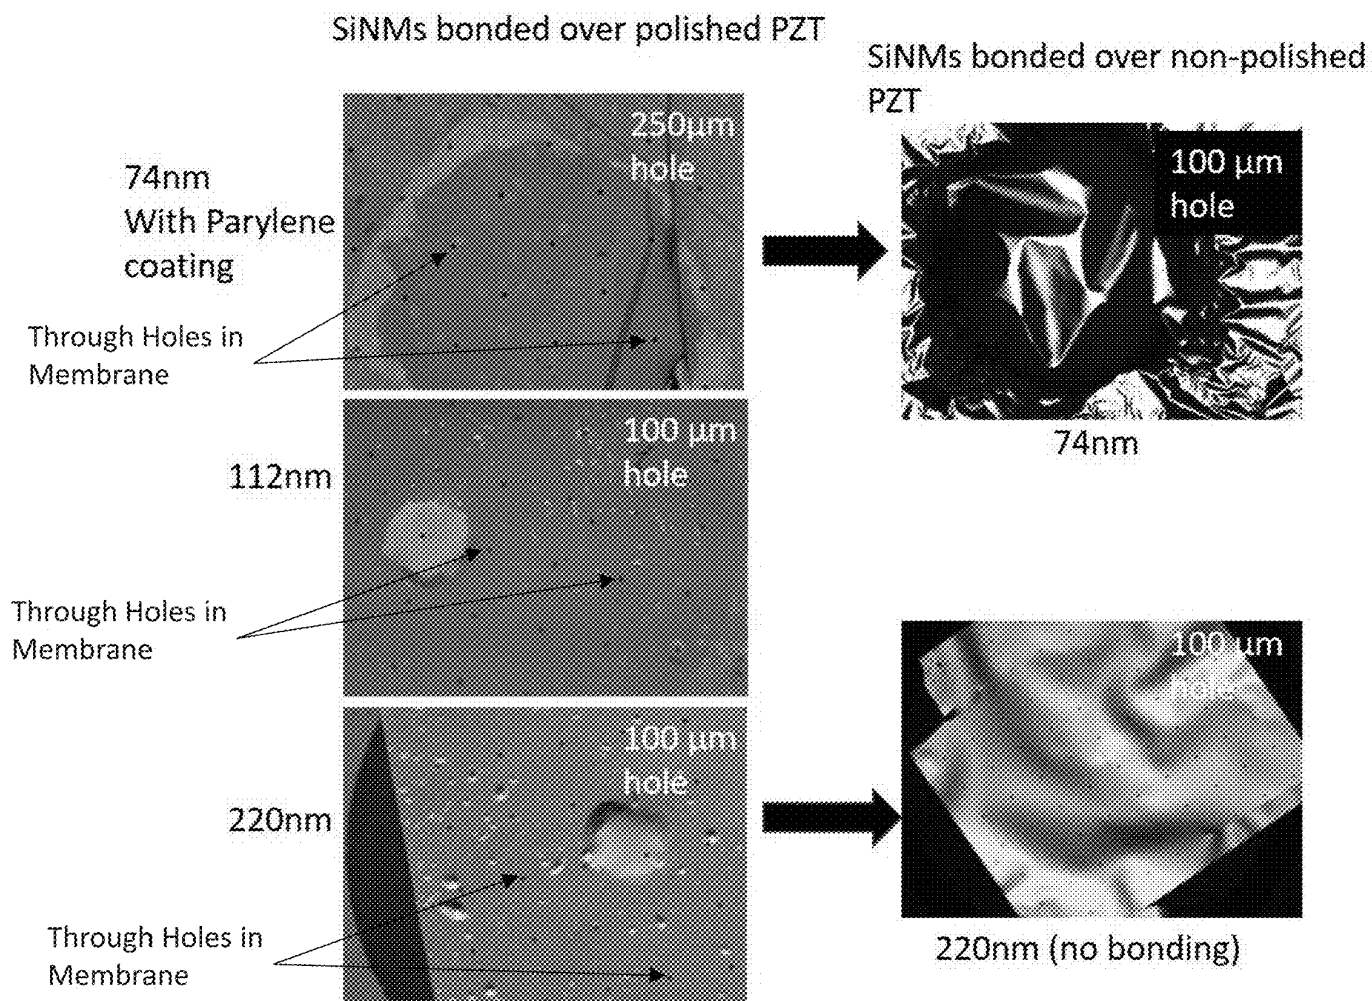 SiNMs bonded over polished PZT
SiNMs bonded over non-polished
PZT
250μm
hole
74nm
With Parylene
coating
Through Holes in
Membrane
100 μm
hole
74nm
100 μm
hole
112nm
Through Holes in
Membrane
100 μm
hole
220nm
Through Holes in
Membrane
100 μm
hole
220nm (no bonding)